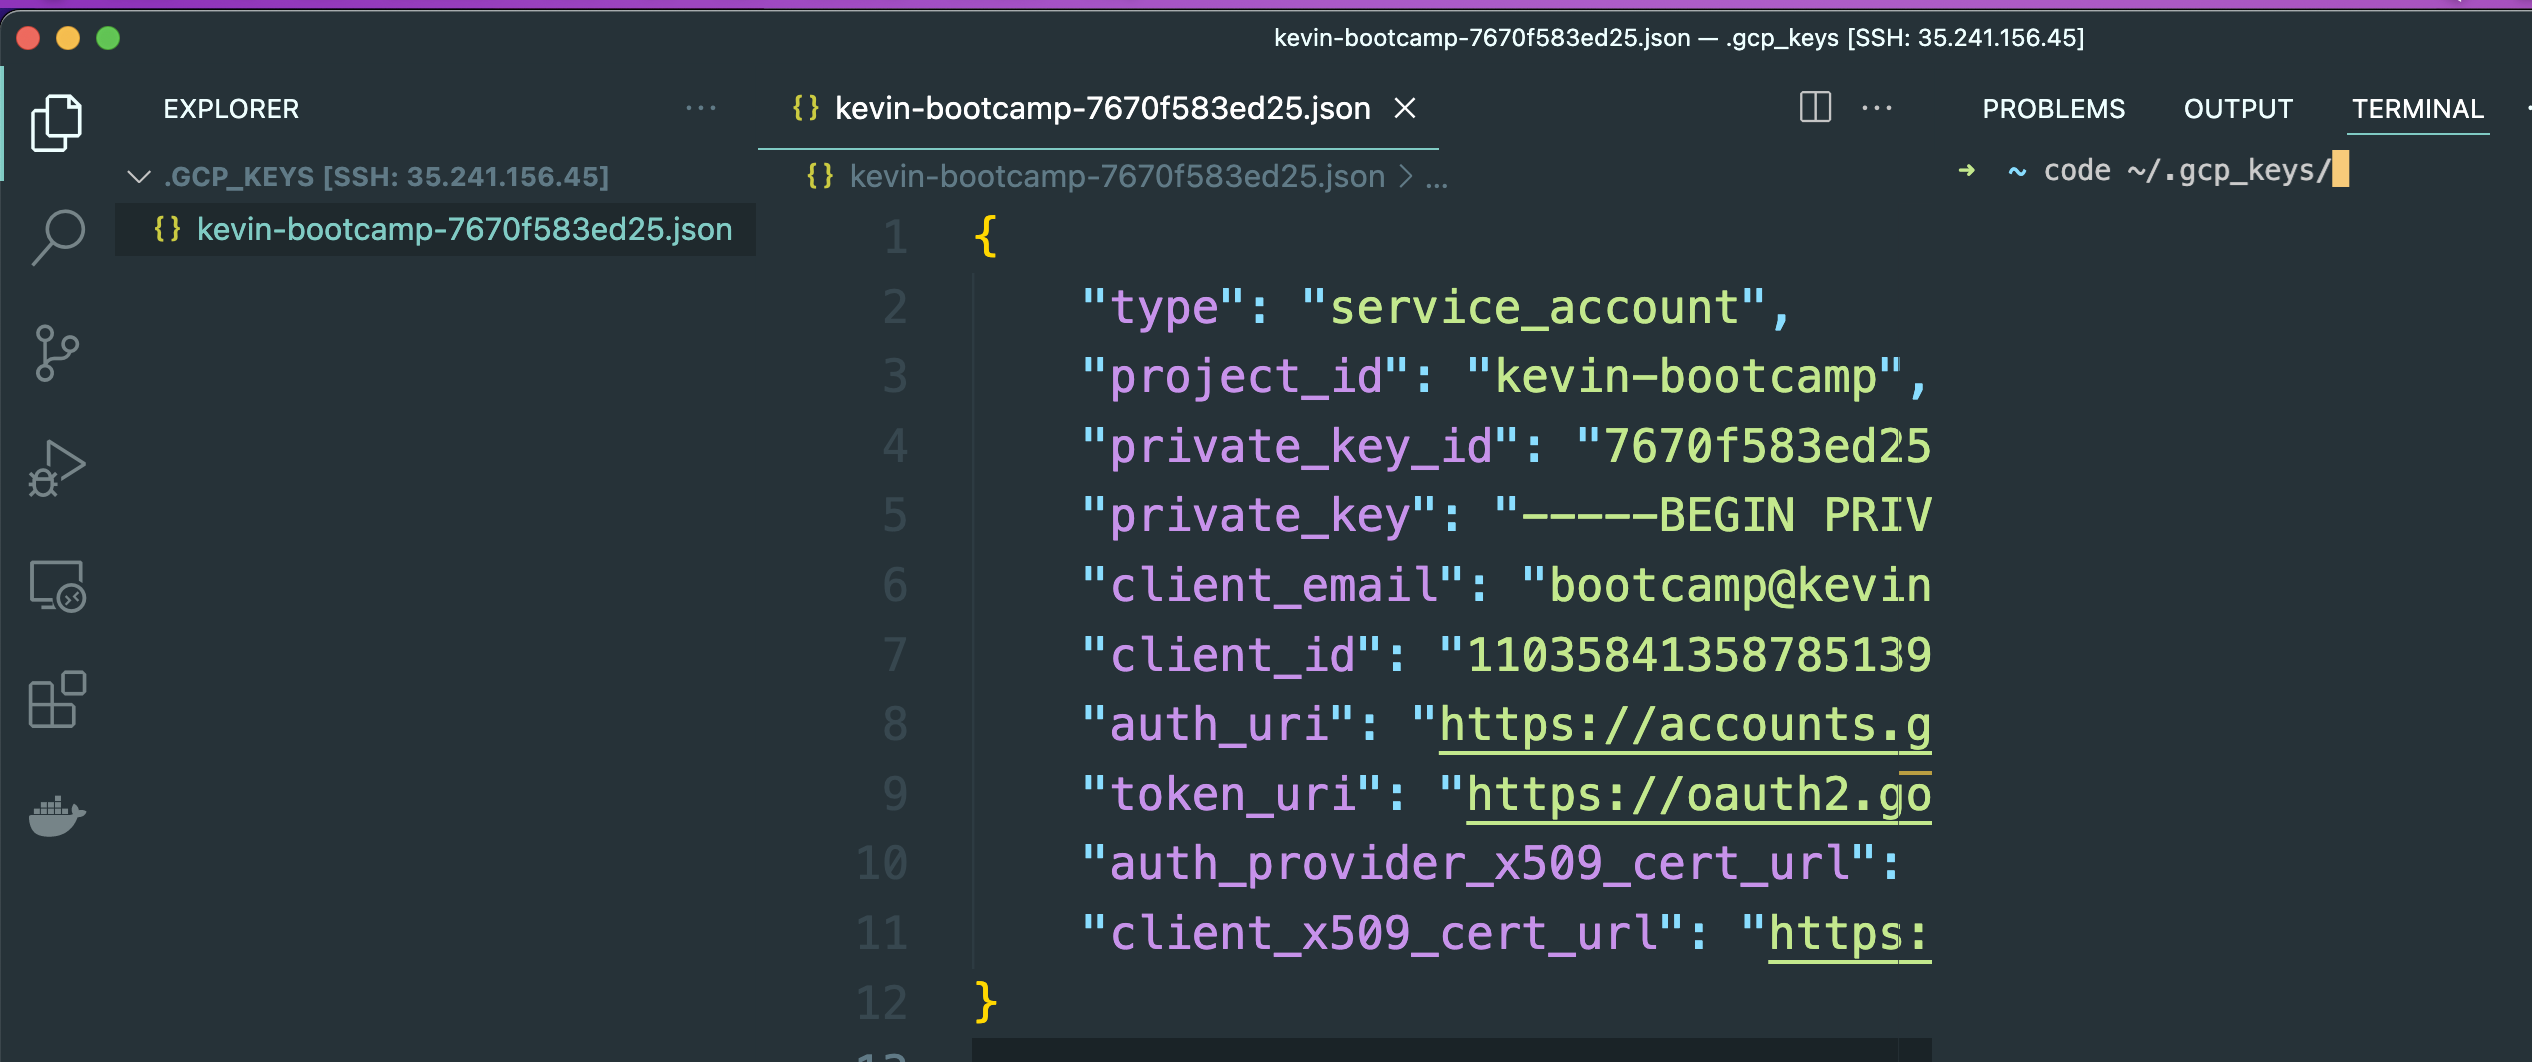 kevin-bootcamp-7670f583ed25.json — .gcp_keys [SSH: 35.241.156.45]
EXPLORER
.GCP_KEYS [SSH: 35.241.156.45]
{} kevin-bootcamp-7670f583ed25.json
{} kevin-bootcamp-7670f583ed25.json
{} kevin-bootcamp-7670f583ed25.json > ...
1 {
2 "type": "service_account",
3 "project_id": "kevin-bootcamp",
4 "private_key_id": "7670f583ed25
5 "private_key": "-----BEGIN PRIV
6 "client_email": "bootcamp@kevin
7 "client_id": "11035841358785139
8 "auth_uri": "https://accounts.g
9 "token_uri": "https://oauth2.go
10 "auth_provider_x509_cert_url":
11 "client_x509_cert_url": "https:
12 }
PROBLEMS OUTPUT TERMINAL
➜ ~ code ~/.gcp_keys/